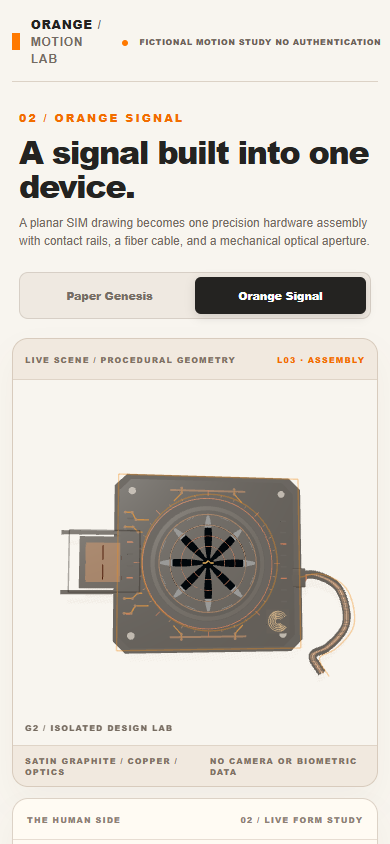 ORANGE /
MOTION
LAB
FICTIONAL MOTION STUDY NO AUTHENTICATION
02 / ORANGE SIGNAL
A signal built into one
device.
A planar SIM drawing becomes one precision hardware assembly
with contact rails, a fiber cable, and a mechanical optical aperture.
Paper Genesis
Orange Signal
LIVE SCENE / PROCEDURAL GEOMETRY
L03 · ASSEMBLY
G2 / ISOLATED DESIGN LAB
SATIN GRAPHITE / COPPER /
OPTICS
NO CAMERA OR BIOMETRIC
DATA
THE HUMAN SIDE
02 / LIVE FORM STUDY